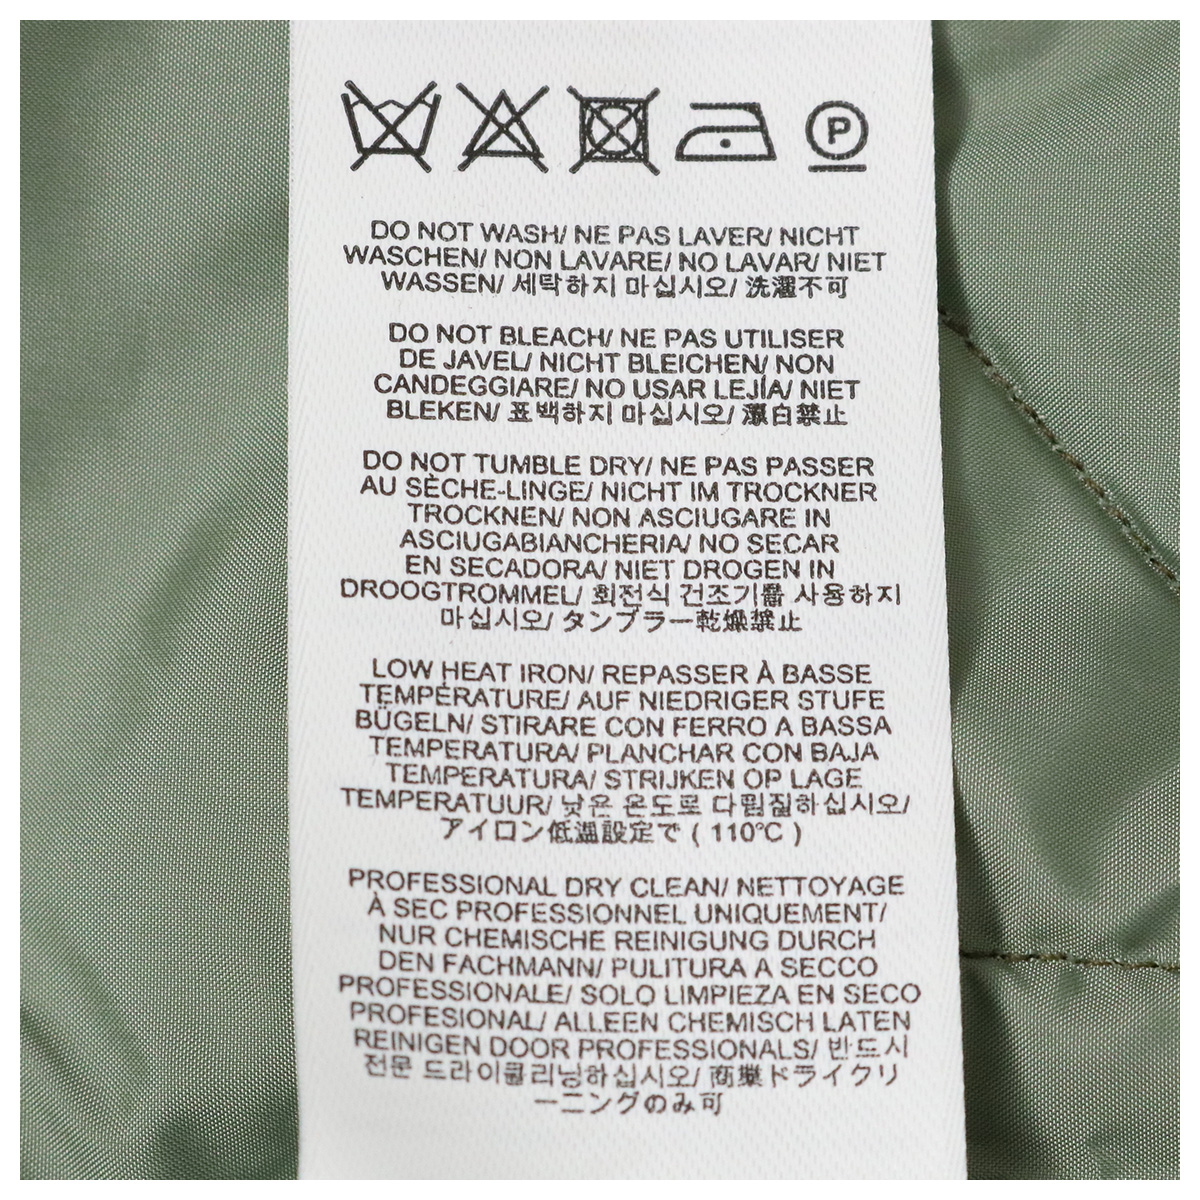 P
DO NOT WASH/ NE PAS LAVER/ NICHT
WASCHEN/ NON LAVARE/ NO LAVAR/ NIET
WASSEN/ 세탁하지 마십시오/ 洗濯不可
DO NOT BLEACH/ NE PAS UTILISER
DE JAVEL/ NICHT BLEICHEN/ NON
CANDEGGIARE/ NO USAR LEJÍA/ NIET
BLEKEN/ 표백하지 마십시오/ 漂白禁止
DO NOT TUMBLE DRY/ NE PAS PASSER
AU SÈCHE-LINGE/ NICHT IM TROCKNER
TROCKNEN/ NON ASCIUGARE IN
ASCIUGABIANCHERIA/ NO SECAR
EN SECADORA/ NIET DROGEN IN
DROOGTROMMEL/ 회전식 건조기를 사용하지
마십시오/ タンブラー乾燥禁止
LOW HEAT IRON/ REPASSER À BASSE
TEMPÉRATURE/ AUF NIEDRIGER STUFE
BÜGELN/ STIRARE CON FERRO A BASSA
TEMPERATURA/ PLANCHAR CON BAJA
TEMPERATURA/ STRIJKEN OP LAGE
TEMPERATUUR/ 낮은 온도로 다림질하십시오/
アイロン低温設定で ( 110℃ )
PROFESSIONAL DRY CLEAN/ NETTOYAGE
À SEC PROFESSIONNEL UNIQUEMENT/
NUR CHEMISCHE REINIGUNG DURCH
DEN FACHMANN/ PULITURA A SECCO
PROFESSIONALE/ SOLO LIMPIEZA EN SECO
PROFESIONAL/ ALLEEN CHEMISCH LATEN
REINIGEN DOOR PROFESSIONALS/ 반드시
전문 드라이클리닝하십시오/ 商業ドライクリ
ーニングのみ可